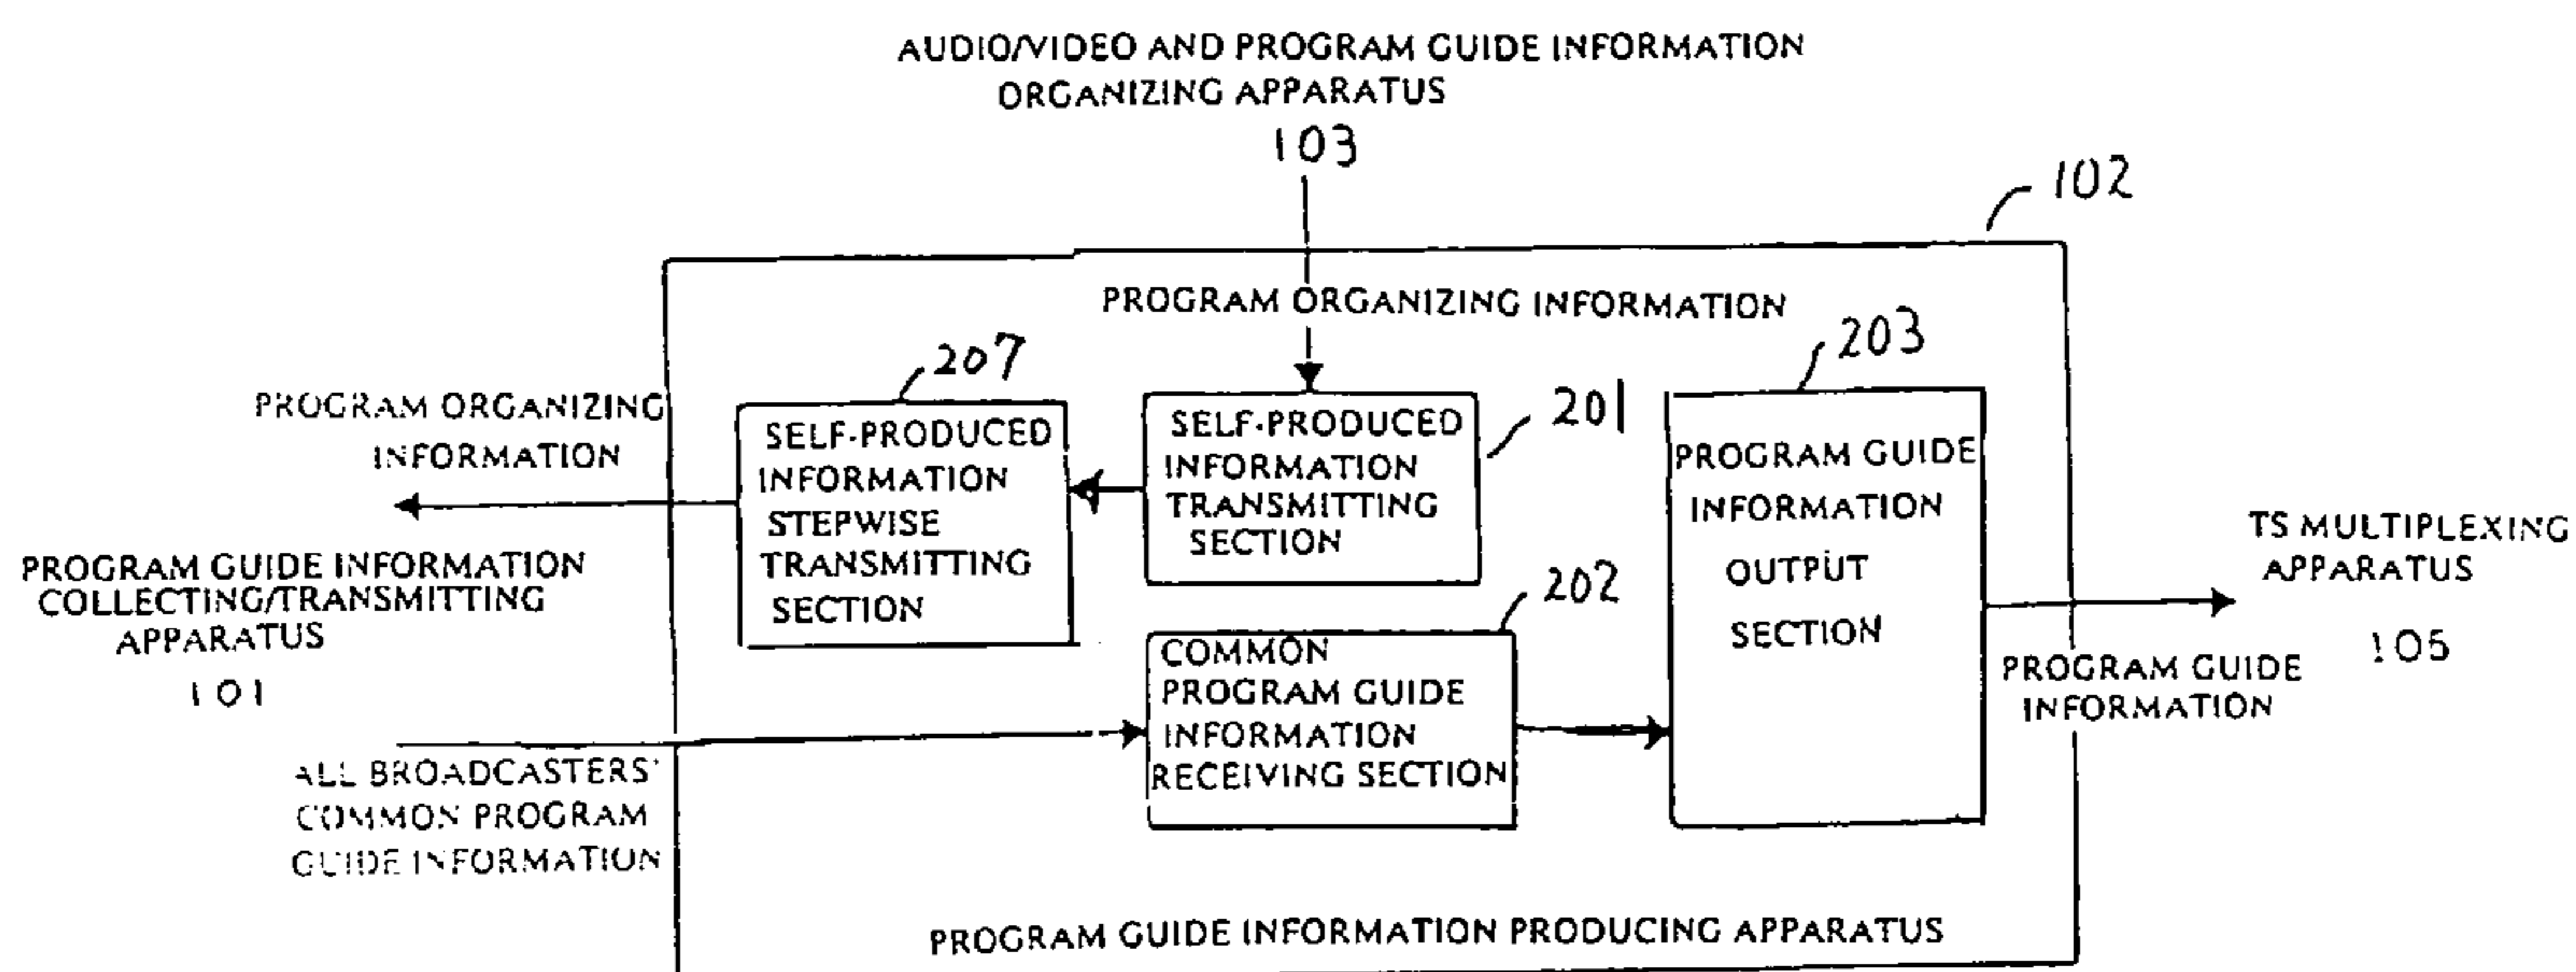 AUDIO/VIDEO AND PROGRAM GUIDE INFORMATION
ORGANIZING APPARATUS
103
102
PROGRAM ORGANIZING INFORMATION
207
203
201
PROGRAM ORGANIZING
INFORMATION
SELF-PRODUCED
INFORMATION
STEPWISE
TRANSMITTING
SECTION
SELF-PRODUCED
INFORMATION
TRANSMITTING
SECTION
PROGRAM GUIDE
INFORMATION
OUTPUT
SECTION
TS MULTIPLEXING
APPARATUS
105
PROGRAM GUIDE INFORMATION
COLLECTING/TRANSMITTING
APPARATUS
101
202
COMMON
PROGRAM GUIDE
INFORMATION
RECEIVING SECTION
PROGRAM GUIDE
INFORMATION
ALL BROADCASTERS'
COMMON PROGRAM
GUIDE INFORMATION
PROGRAM GUIDE INFORMATION PRODUCING APPARATUS